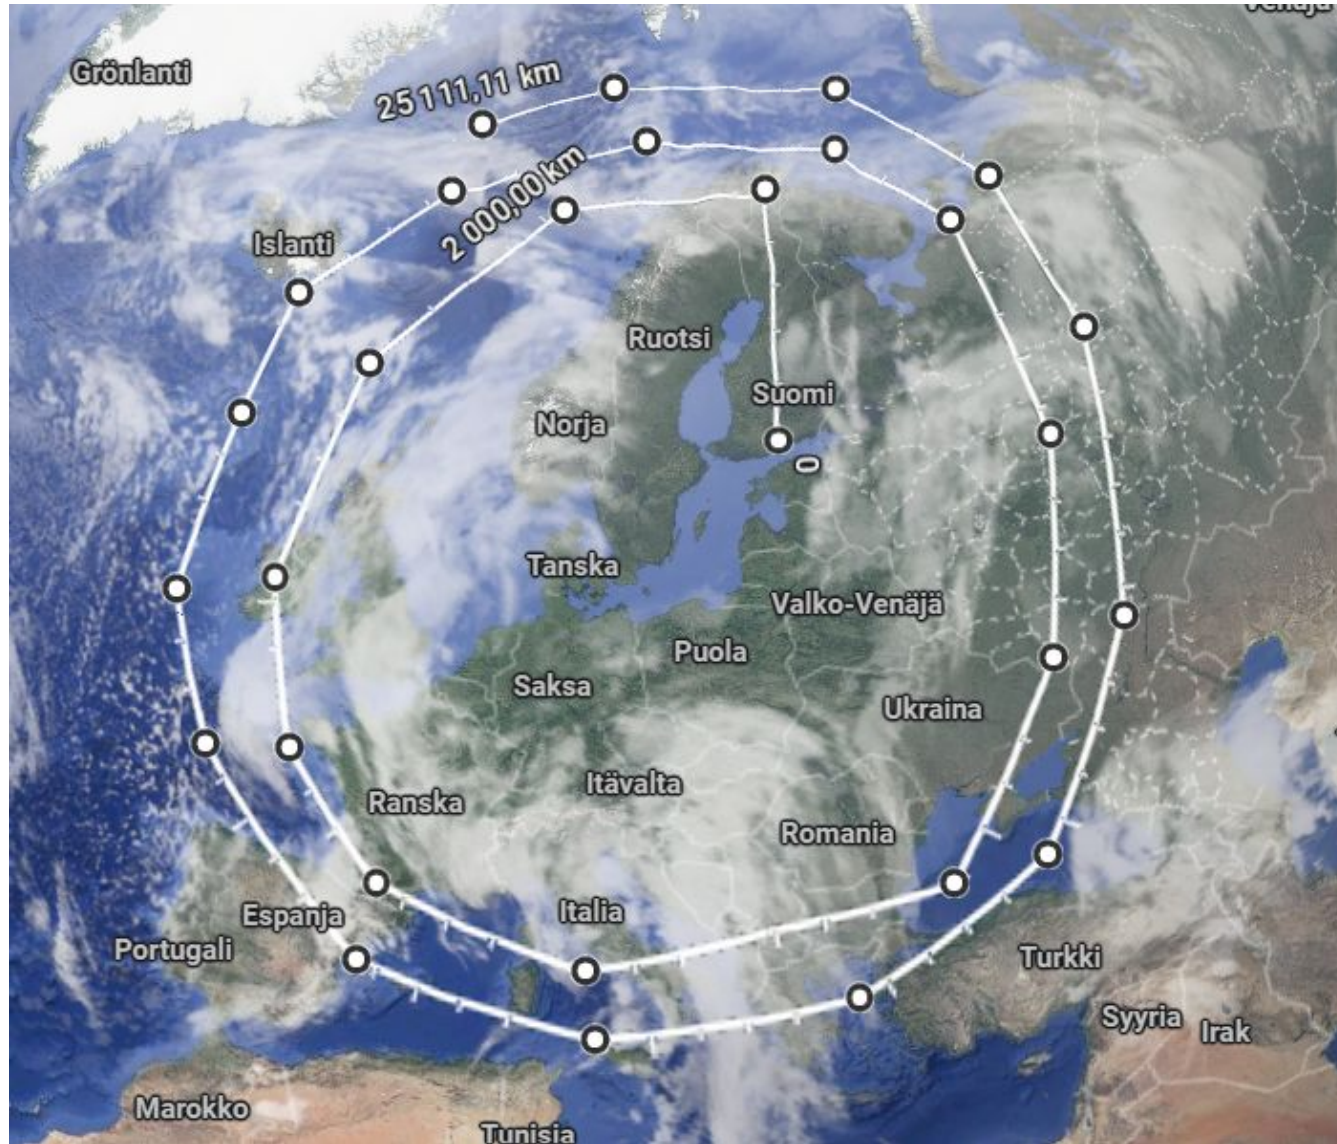 Venäjä
Grönlanti
25 111,11 km
2 000,00 km
Islanti
Ruotsi
Suomi
Norja
0
Tanska
Valko-Venäjä
Puola
Saksa
Ukraina
Itävalta
Ranska
Romania
Italia
Espanja
Portugali
Turkki
Syyria
Irak
Marokko
Tunisia